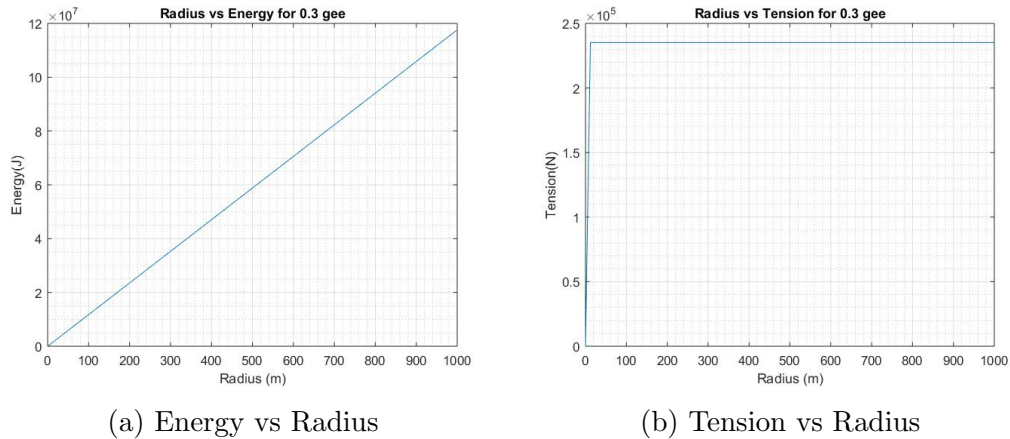 Radius vs Energy for 0.3 gee
×10^7
12
10
8
6
4
2
0
Energy(J)
0 100 200 300 400 500 600 700 800 900 1000
Radius (m)
(a) Energy vs Radius
Radius vs Tension for 0.3 gee
×10^5
2.5
2
1.5
1
0.5
0
Tension(N)
0 100 200 300 400 500 600 700 800 900 1000
Radius (m)
(b) Tension vs Radius